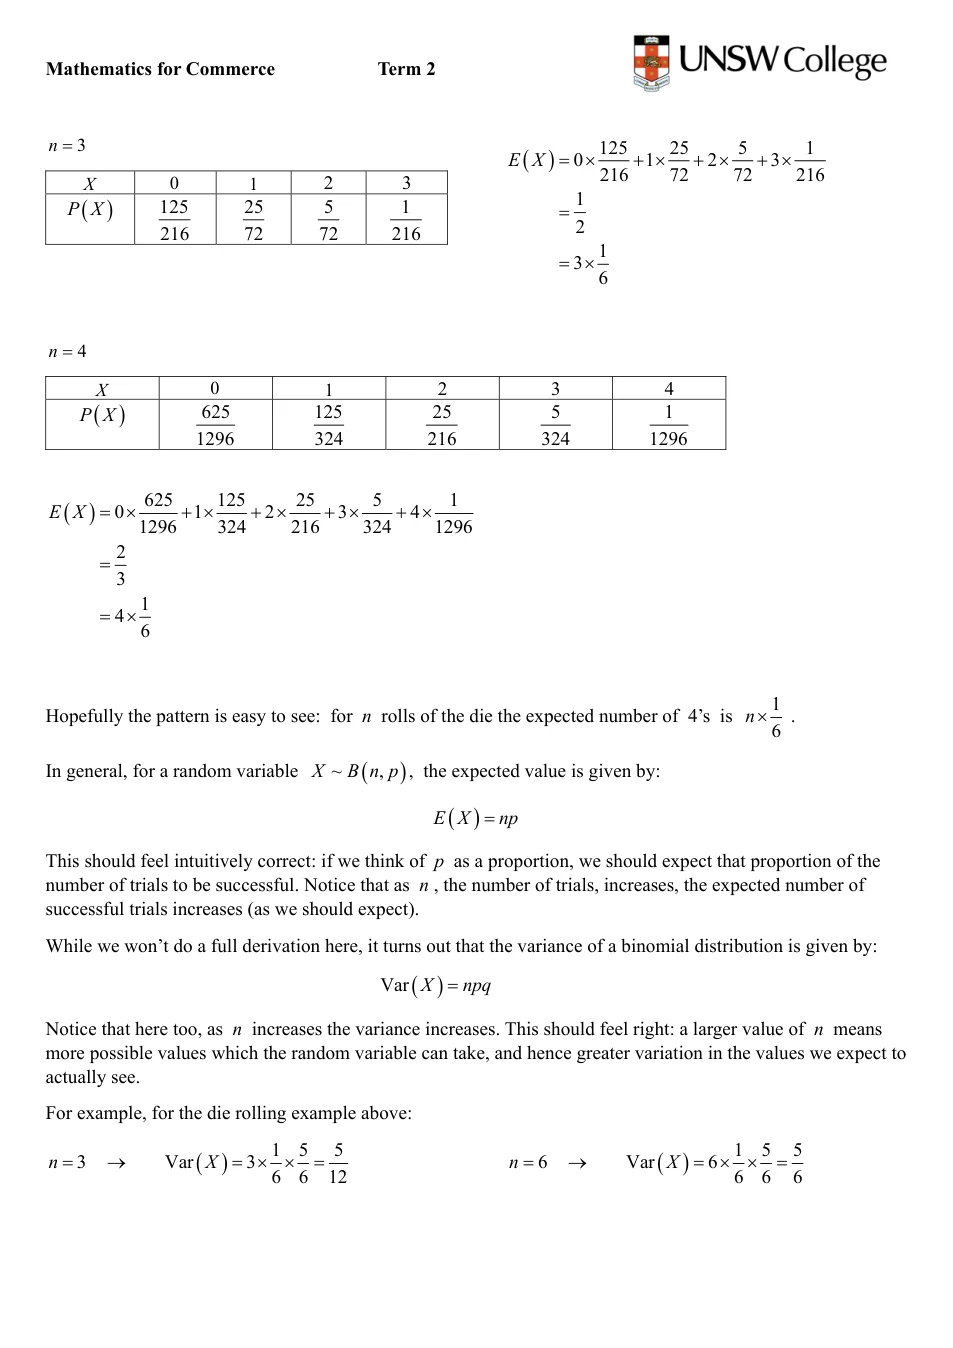 Mathematics for Commerce Term 2 UNSW College
n = 3
X 0 1 2 3
P(X) 125/216 25/72 5/72 1/216
E(X) = 0 × 125/216 + 1 × 25/72 + 2 × 5/72 + 3 × 1/216
= 1/2
= 3 × 1/6
n = 4
X 0 1 2 3 4
P(X) 625/1296 125/324 25/216 5/324 1/1296
E(X) = 0 × 625/1296 + 1 × 125/324 + 2 × 25/216 + 3 × 5/324 + 4 × 1/1296
= 2/3
= 4 × 1/6
Hopefully the pattern is easy to see: for n rolls of the die the expected number of 4’s is n × 1/6 .
In general, for a random variable X ~ B(n, p), the expected value is given by:
E(X) = np
This should feel intuitively correct: if we think of p as a proportion, we should expect that proportion of the
number of trials to be successful. Notice that as n , the number of trials, increases, the expected number of
successful trials increases (as we should expect).
While we won’t do a full derivation here, it turns out that the variance of a binomial distribution is given by:
Var(X) = npq
Notice that here too, as n increases the variance increases. This should feel right: a larger value of n means
more possible values which the random variable can take, and hence greater variation in the values we expect to
actually see.
For example, for the die rolling example above:
n = 3 → Var(X) = 3 × 1/6 × 5/6 = 5/12 n = 6 → Var(X) = 6 × 1/6 × 5/6 = 5/6